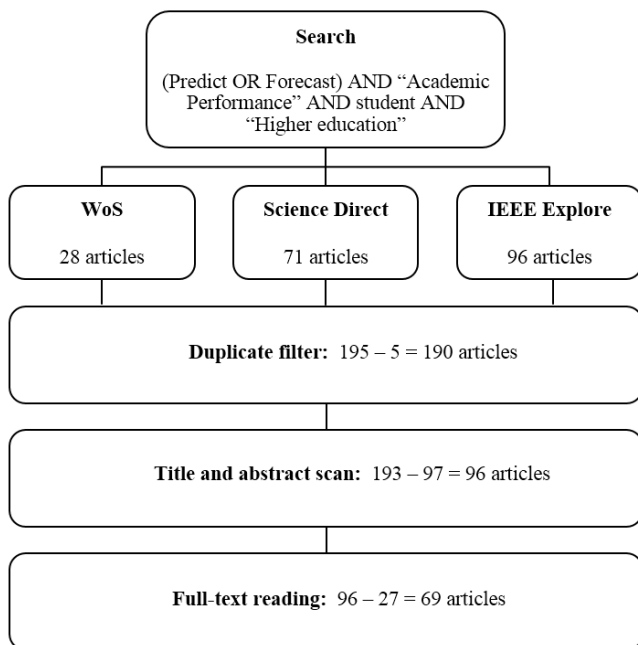 Search
(Predict OR Forecast) AND “Academic
Performance” AND student AND
“Higher education”
WoS
28 articles
Science Direct
71 articles
IEEE Explore
96 articles
Duplicate filter: 195 – 5 = 190 articles
Title and abstract scan: 193 – 97 = 96 articles
Full-text reading: 96 – 27 = 69 articles